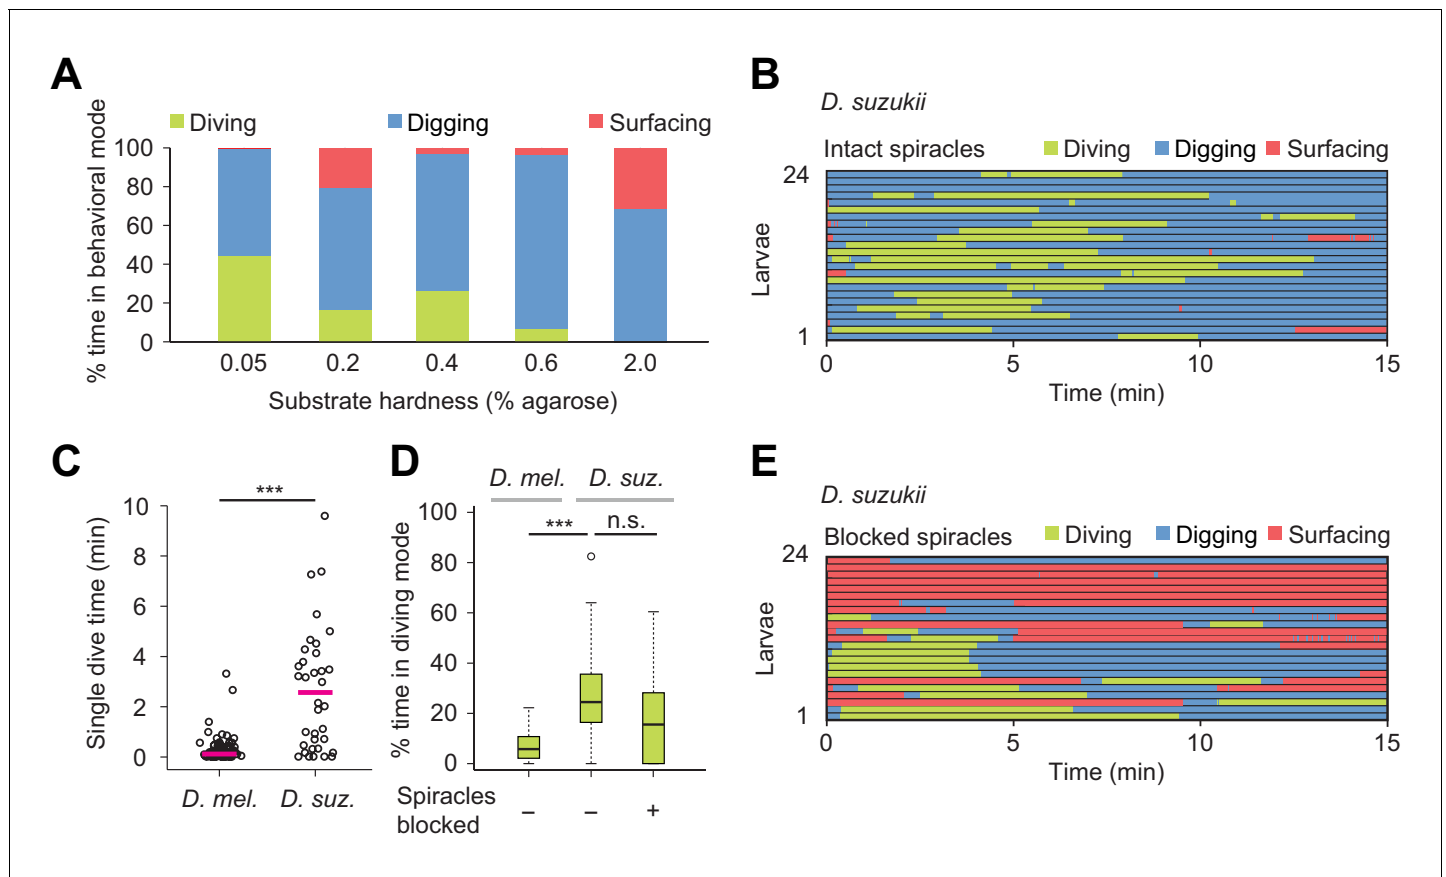 A
Diving Digging Surfacing
% time in behavioral mode
100
80
60
40
20
0
0.05 0.2 0.4 0.6 2.0
Substrate hardness (% agarose)
B
D. suzukii
Intact spiracles Diving Digging Surfacing
24
Larvae
1
0 5 10 15
Time (min)
C
***
Single dive time (min)
10
8
6
4
2
0
D. mel. D. suz.
D
D. mel. D. suz.
*** n.s.
% time in diving mode
100
80
60
40
20
0
Spiracles
blocked – – +
E
D. suzukii
Blocked spiracles Diving Digging Surfacing
24
Larvae
1
0 5 10 15
Time (min)